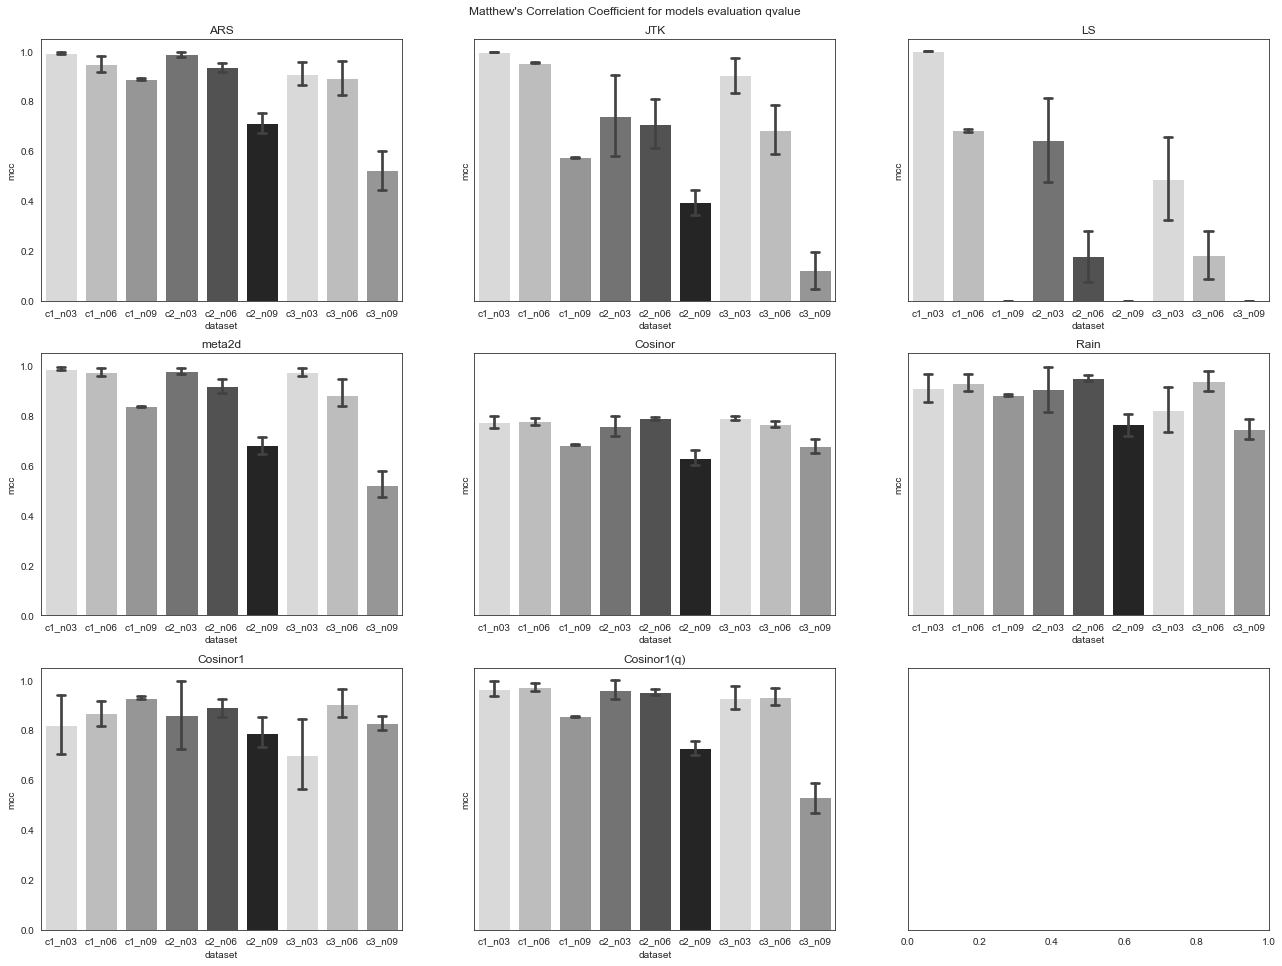 Matthew's Correlation Coefficient for models evaluation qvalue
ARS
JTK
LS
1.0
0.8
0.6
0.4
0.2
0.0
mcc
mcc
mcc
c1_n03 c1_n06 c1_n09 c2_n03 c2_n06 c2_n09 c3_n03 c3_n06 c3_n09
c1_n03 c1_n06 c1_n09 c2_n03 c2_n06 c2_n09 c3_n03 c3_n06 c3_n09
c1_n03 c1_n06 c1_n09 c2_n03 c2_n06 c2_n09 c3_n03 c3_n06 c3_n09
dataset
dataset
dataset
meta2d
Cosinor
Rain
1.0
0.8
0.6
0.4
0.2
0.0
mcc
mcc
mcc
c1_n03 c1_n06 c1_n09 c2_n03 c2_n06 c2_n09 c3_n03 c3_n06 c3_n09
c1_n03 c1_n06 c1_n09 c2_n03 c2_n06 c2_n09 c3_n03 c3_n06 c3_n09
c1_n03 c1_n06 c1_n09 c2_n03 c2_n06 c2_n09 c3_n03 c3_n06 c3_n09
dataset
dataset
dataset
Cosinor1
Cosinor1(q)
1.0
0.8
0.6
0.4
0.2
0.0
mcc
mcc
c1_n03 c1_n06 c1_n09 c2_n03 c2_n06 c2_n09 c3_n03 c3_n06 c3_n09
c1_n03 c1_n06 c1_n09 c2_n03 c2_n06 c2_n09 c3_n03 c3_n06 c3_n09
0.0 0.2 0.4 0.6 0.8 1.0
dataset
dataset